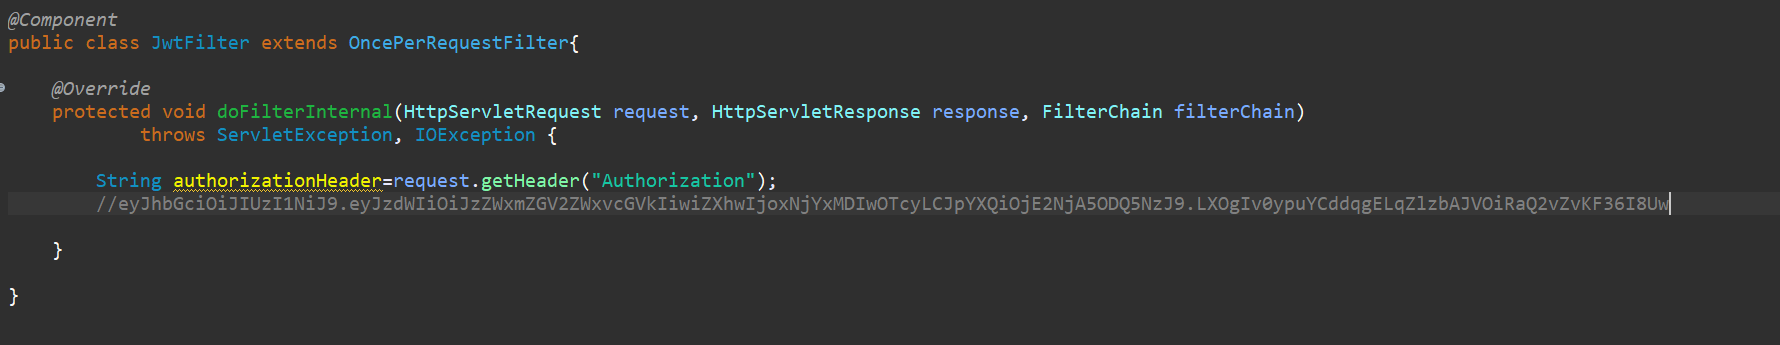 @Component
public class JwtFilter extends OncePerRequestFilter{
@Override
protected void doFilterInternal(HttpServletRequest request, HttpServletResponse response, FilterChain filterChain)
throws ServletException, IOException {
String authorizationHeader=request.getHeader("Authorization");
//eyJhbGciOiJIUzI1NiJ9.eyJzdWIiOiJzZWxmZGV2ZWxvcGVkIiwiZXhwIjoxNjYxMDIwOTcyLCJpYXQiOjE2NjA5ODQ5NzJ9.LXOgIv0ypuYCddqgELqZlzbAJVOiRaQ2vZvKF36I8Uw
}
}